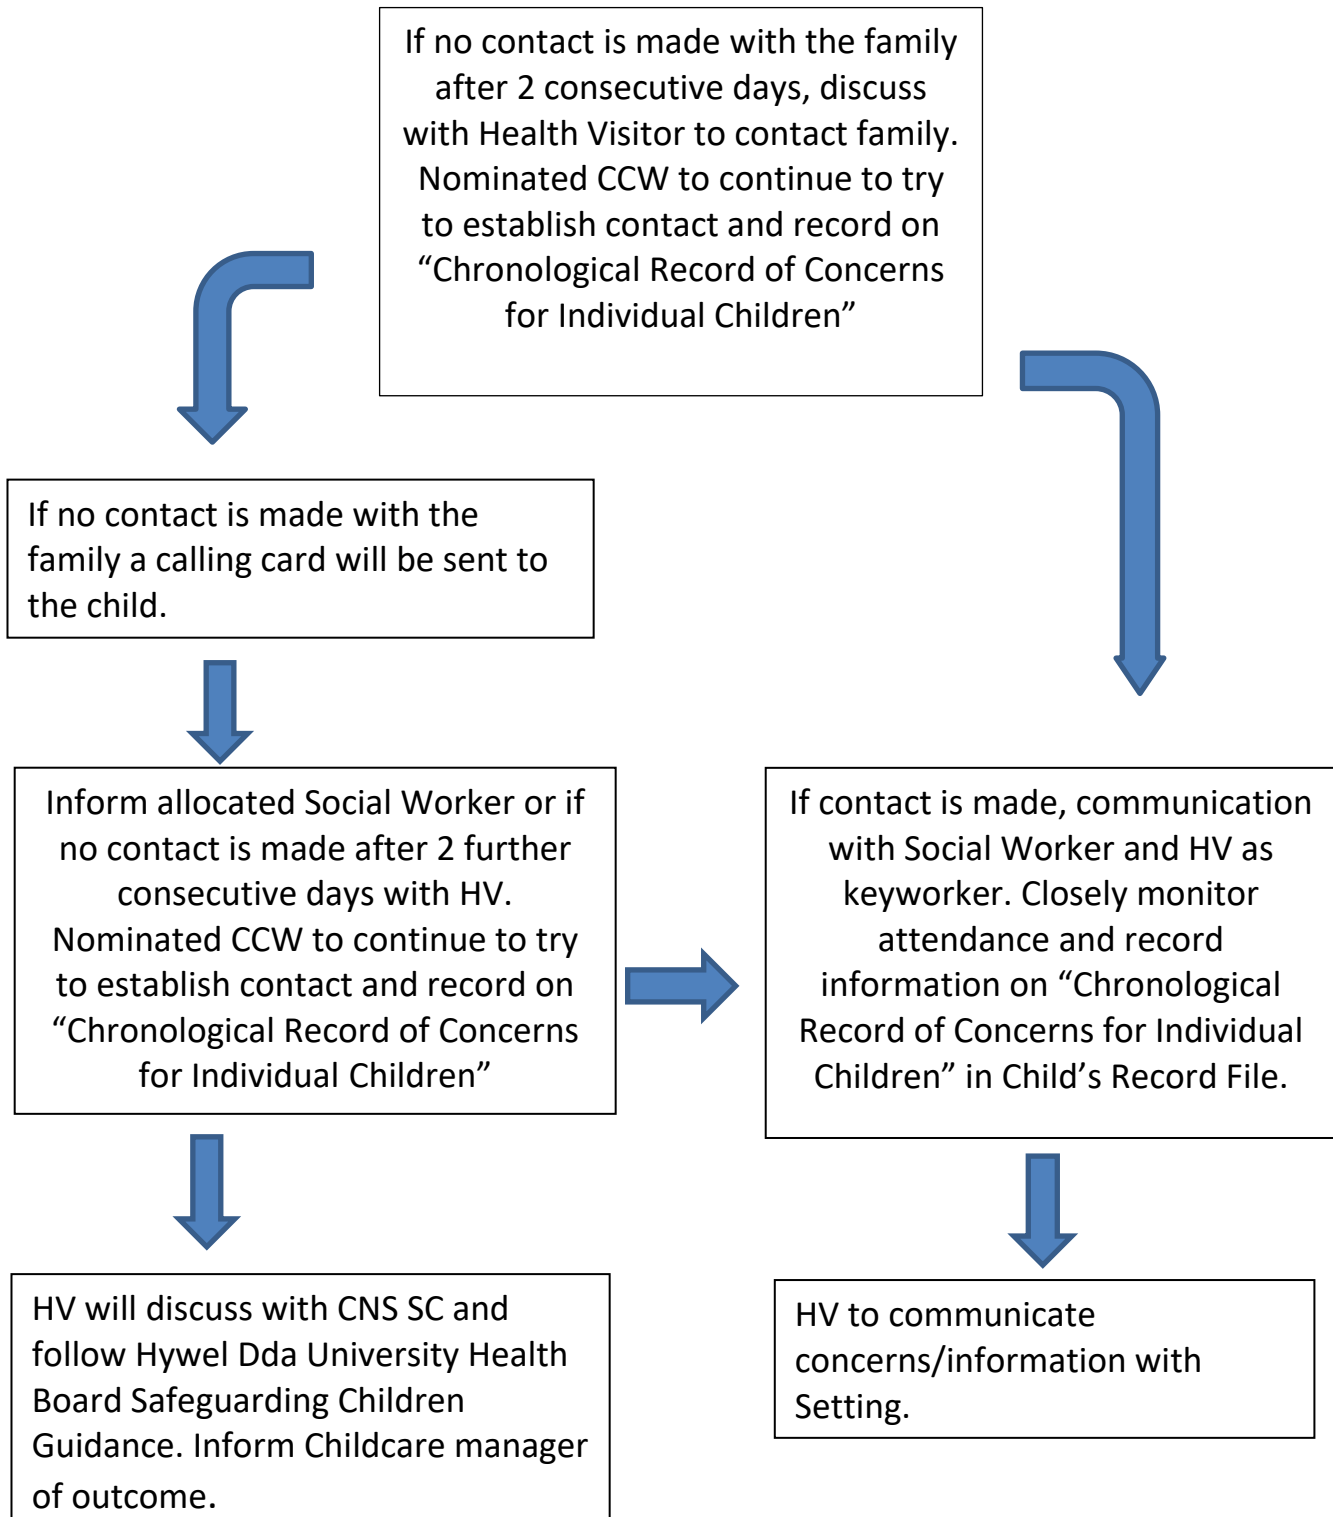 If no contact is made with the family
after 2 consecutive days, discuss
with Health Visitor to contact family.
Nominated CCW to continue to try
to establish contact and record on
“Chronological Record of Concerns
for Individual Children”
If no contact is made with the
family a calling card will be sent to
the child.
Inform allocated Social Worker or if
no contact is made after 2 further
consecutive days with HV.
Nominated CCW to continue to try
to establish contact and record on
“Chronological Record of Concerns
for Individual Children”
If contact is made, communication
with Social Worker and HV as
keyworker. Closely monitor
attendance and record
information on “Chronological
Record of Concerns for Individual
Children” in Child’s Record File.
HV will discuss with CNS SC and
follow Hywel Dda University Health
Board Safeguarding Children
Guidance. Inform Childcare manager
of outcome.
HV to communicate
concerns/information with
Setting.